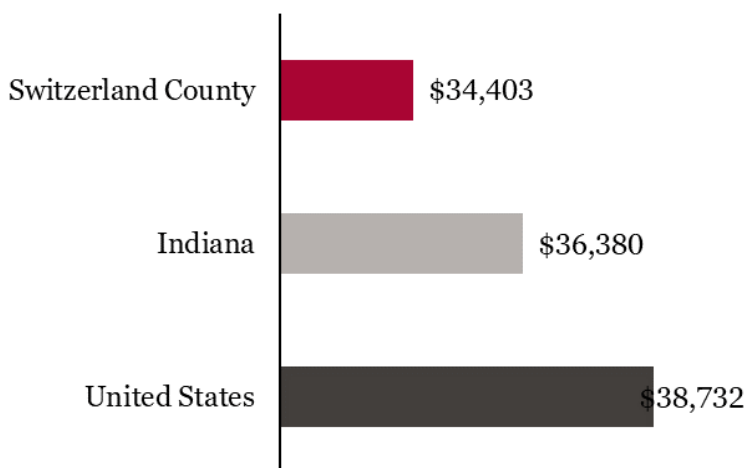 Switzerland County $34,403
Indiana $36,380
United States $38,732